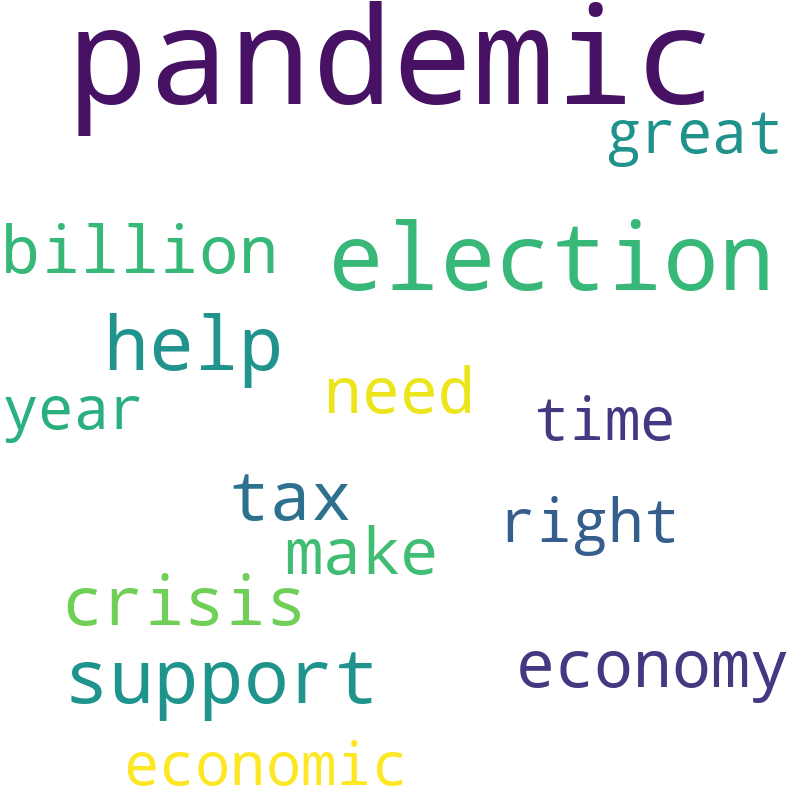 pandemic
great
billion
election
help
need
year
time
tax
right
make
crisis
support
economy
economic